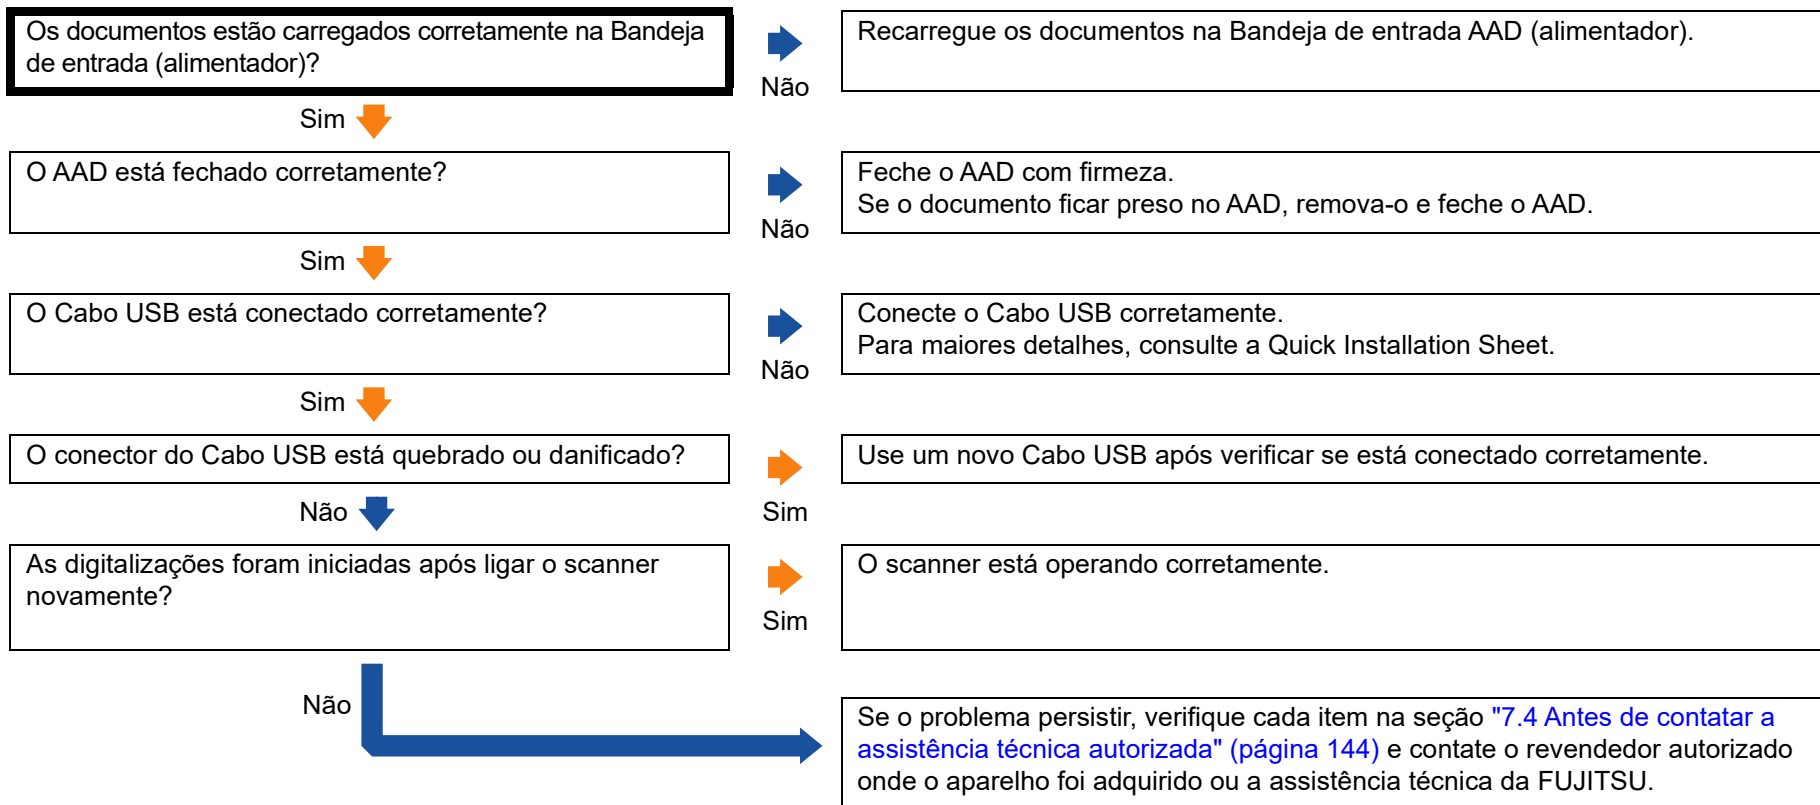 Os documentos estão carregados corretamente na Bandeja
de entrada (alimentador)?
Não
Recarregue os documentos na Bandeja de entrada AAD (alimentador).
Sim
O AAD está fechado corretamente?
Não
Feche o AAD com firmeza.
Se o documento ficar preso no AAD, remova-o e feche o AAD.
Sim
O Cabo USB está conectado corretamente?
Não
Conecte o Cabo USB corretamente.
Para maiores detalhes, consulte a Quick Installation Sheet.
Sim
O conector do Cabo USB está quebrado ou danificado?
Sim
Use um novo Cabo USB após verificar se está conectado corretamente.
Não
As digitalizações foram iniciadas após ligar o scanner
novamente?
Sim
O scanner está operando corretamente.
Não
Se o problema persistir, verifique cada item na seção "7.4 Antes de contatar a
assistência técnica autorizada" (página 144) e contate o revendedor autorizado
onde o aparelho foi adquirido ou a assistência técnica da FUJITSU.